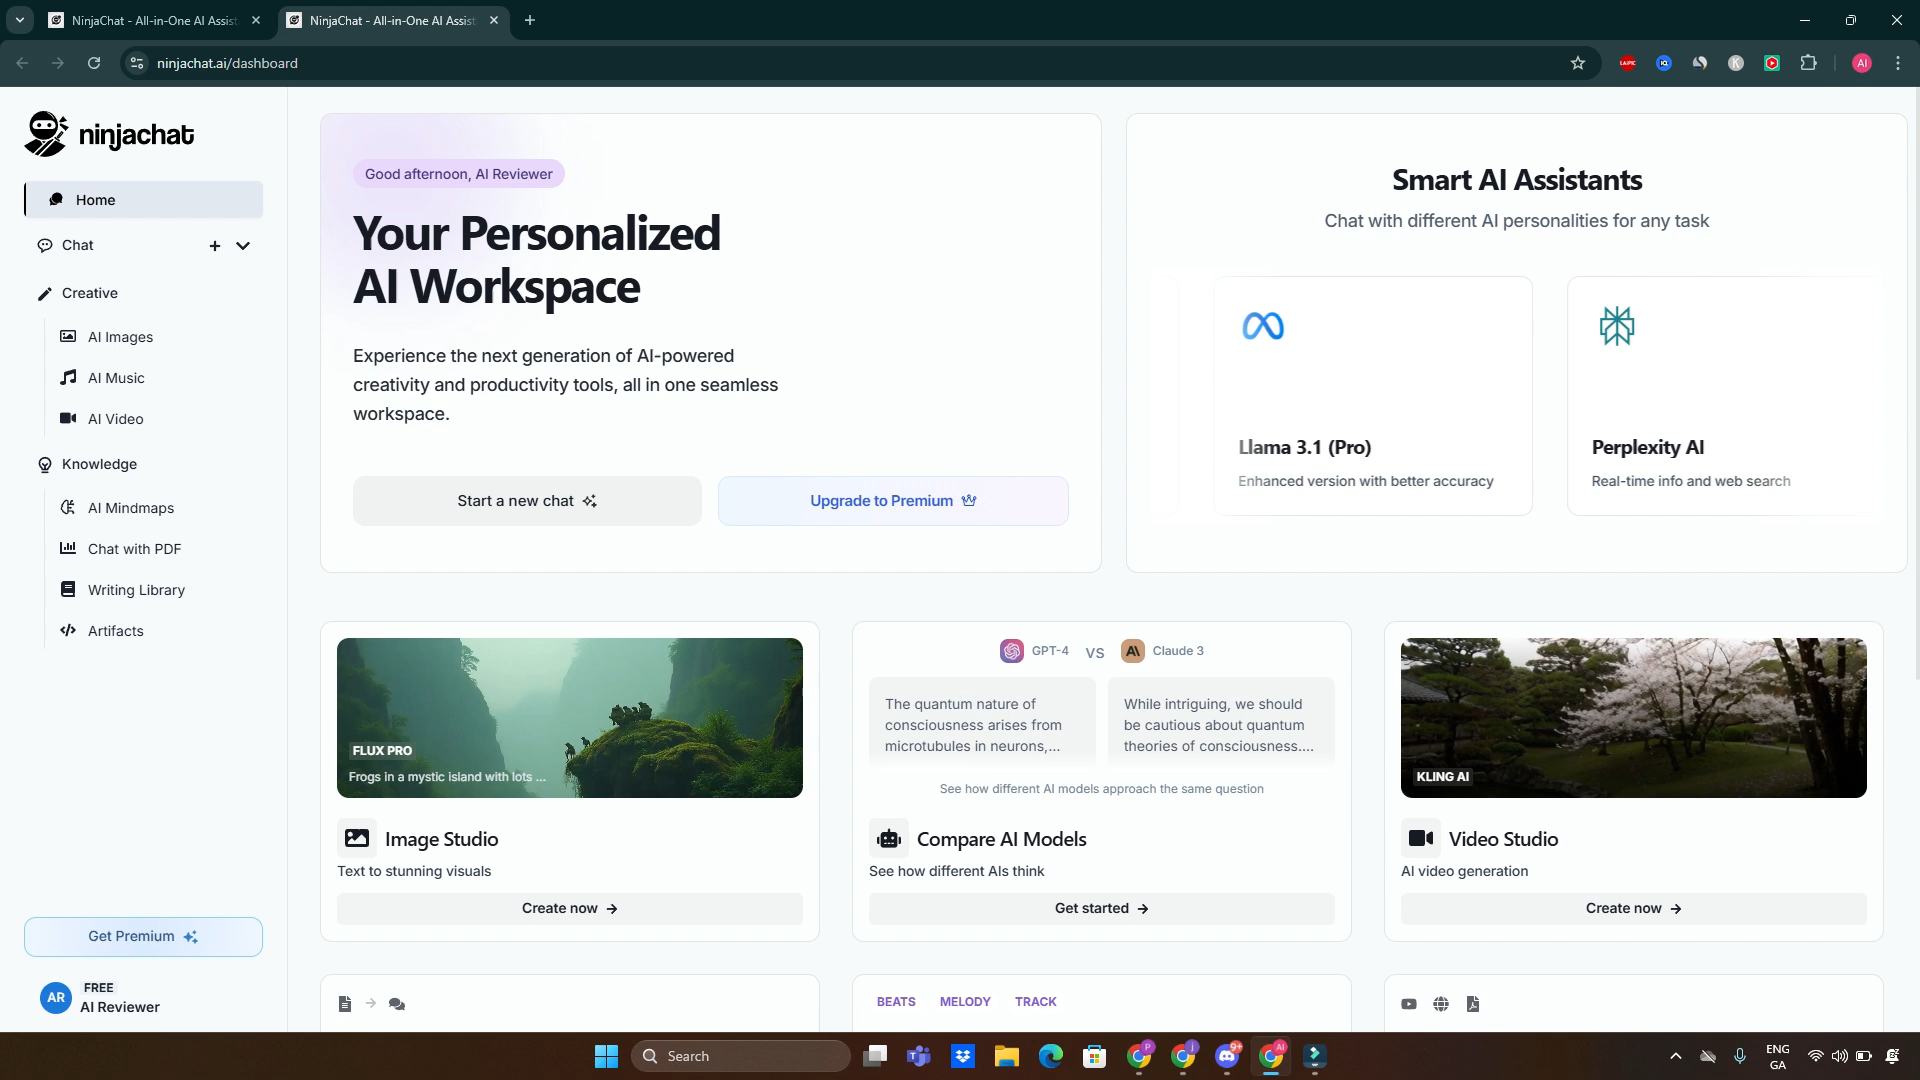 NinjaChat - All-in-One AI Assist
NinjaChat - All-in-One AI Assist
ninjachat.ai/dashboard
AI
ninjachat
Home
Chat
Creative
AI Images
AI Music
AI Video
Knowledge
AI Mindmaps
Chat with PDF
Writing Library
Artifacts
Get Premium
AR
FREE
AI Reviewer
Good afternoon, AI Reviewer
Your Personalized
AI Workspace
Experience the next generation of AI-powered
creativity and productivity tools, all in one seamless
workspace.
Start a new chat
Upgrade to Premium
Smart AI Assistants
Chat with different AI personalities for any task
Llama 3.1 (Pro)
Enhanced version with better accuracy
Perplexity AI
Real-time info and web search
FLUX PRO
Frogs in a mystic island with lots ...
Image Studio
Text to stunning visuals
Create now
GPT-4 VS Claude 3
The quantum nature of
consciousness arises from
microtubules in neurons,...
While intriguing, we should
be cautious about quantum
theories of consciousness....
See how different AI models approach the same question
Compare AI Models
See how different AIs think
Get started
KLING AI
Video Studio
AI video generation
Create now
BEATS MELODY TRACK
Search
ENG
GA